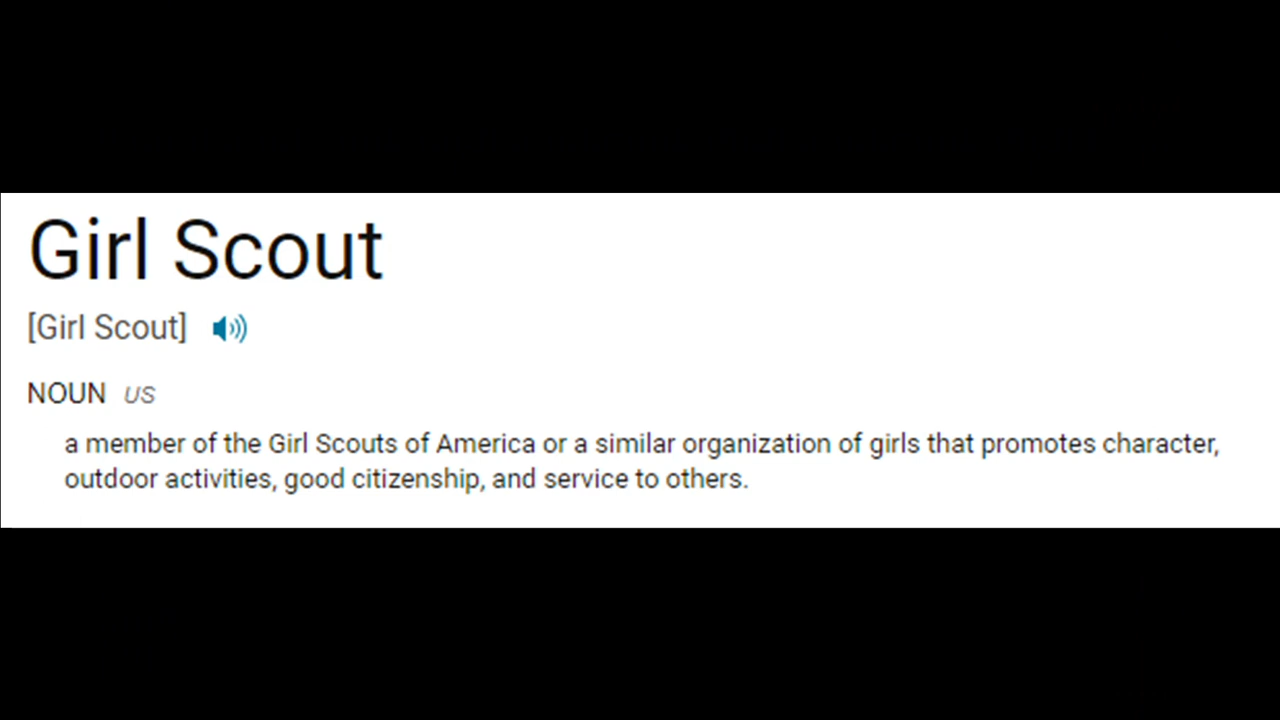 Girl Scout
[Girl Scout]
NOUN US
a member of the Girl Scouts of America or a similar organization of girls that promotes character,
outdoor activities, good citizenship, and service to others.